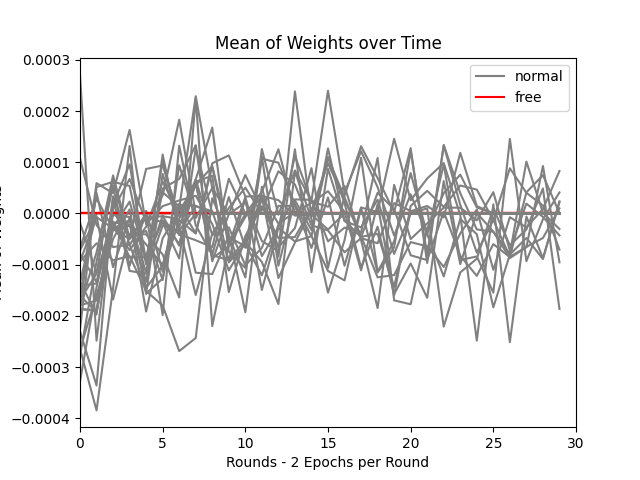 Mean of Weights over Time
normal
free
0.0003
0.0002
0.0001
0.0000
−0.0001
−0.0002
−0.0003
−0.0004
0 5 10 15 20 25 30
Rounds - 2 Epochs per Round